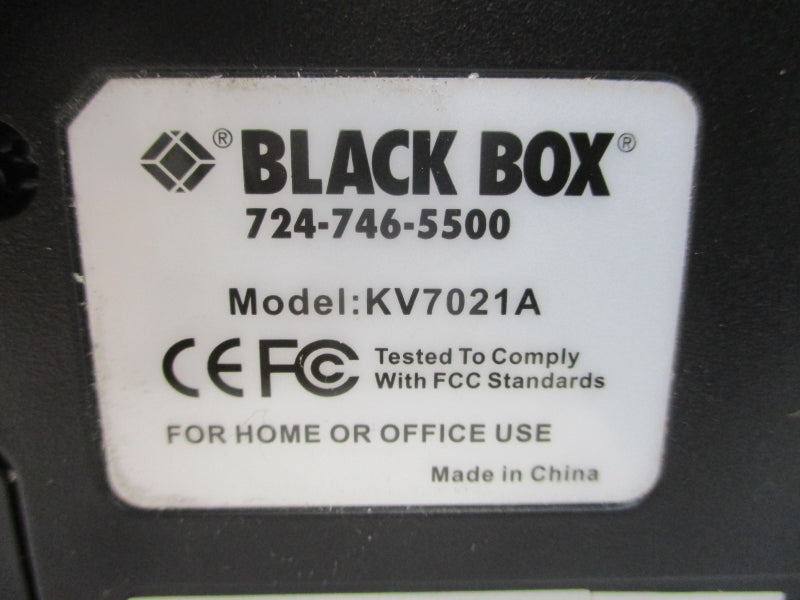 ® BLACK BOX®
724-746-5500
Model:KV7021A
CE FC Tested To Comply
With FCC Standards
FOR HOME OR OFFICE USE
Made in China